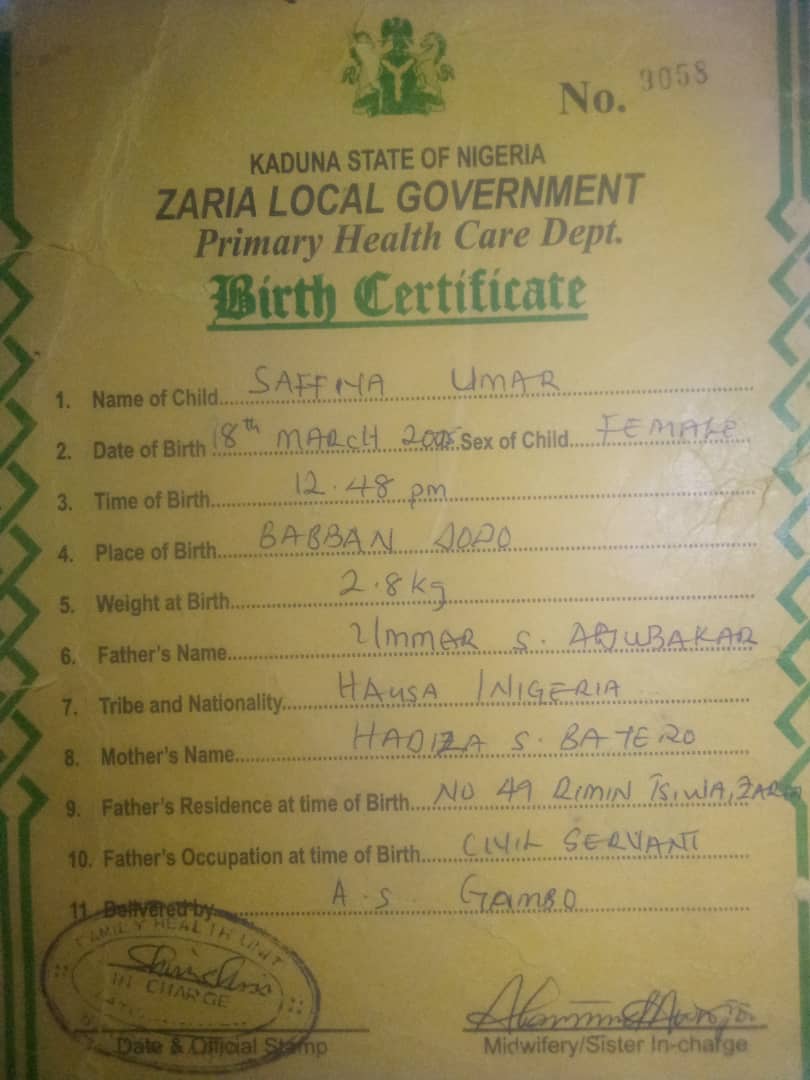 No. 3058
KADUNA STATE OF NIGERIA
ZARIA LOCAL GOVERNMENT
Primary Health Care Dept.
Birth Certificate
1. Name of Child SAFFIYA UMAR
2. Date of Birth 18th MARCH Sex of Child FEMALE
3. Time of Birth 12.48 pm
4. Place of Birth BABBAN DODO
5. Weight at Birth 2.8kg
6. Father's Name UMMAR S. ABUBAKAR
7. Tribe and Nationality HAUSA / NIGERIA
8. Mother's Name HADIZA S. BATERO
9. Father's Residence at time of Birth NO 49 RIMIN TSIWA, ZARIA
10. Father's Occupation at time of Birth CIVIL SERVANT
11. Delivered by A.S GAMBO
FAMILY HEALTH UNIT
IN CHARGE
Date & Official Stamp Midwifery/Sister In-charge